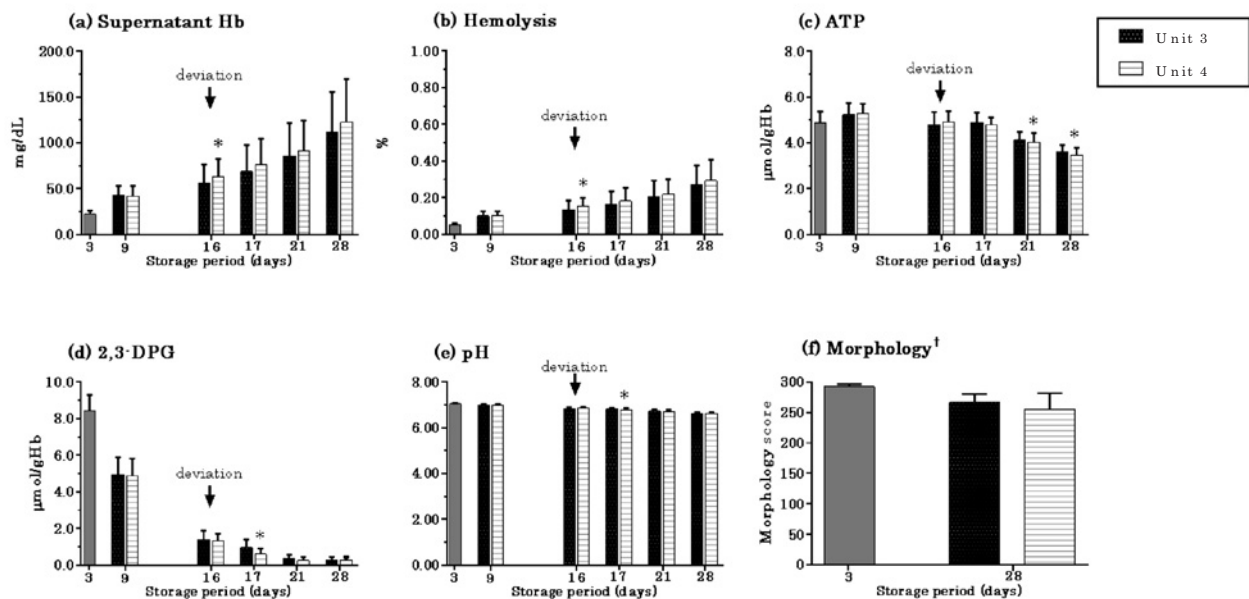 (a) Supernatant Hb
200.0
150.0
100.0
50.0
0.0
mg/dL
deviation
*
3 9 16 17 21 28
Storage period (days)
(b) Hemolysis
1.00
0.80
0.60
0.40
0.20
0.00
%
deviation
*
3 9 16 17 21 28
Storage period (days)
(c) ATP
8.0
6.0
4.0
2.0
0.0
μmol/gHb
deviation
* *
3 9 16 17 21 28
Storage period (days)
Unit 3
Unit 4
(d) 2,3-DPG
10.0
8.0
6.0
4.0
2.0
0.0
μmol/gHb
deviation
*
3 9 16 17 21 28
Storage period (days)
(e) pH
8.00
7.00
6.00
4.00
2.00
0.00
deviation
*
3 9 16 17 21 28
Storage period (days)
(f) Morphology†
300
250
200
150
100
50
0
Morphology score
3 28
Storage period (days)